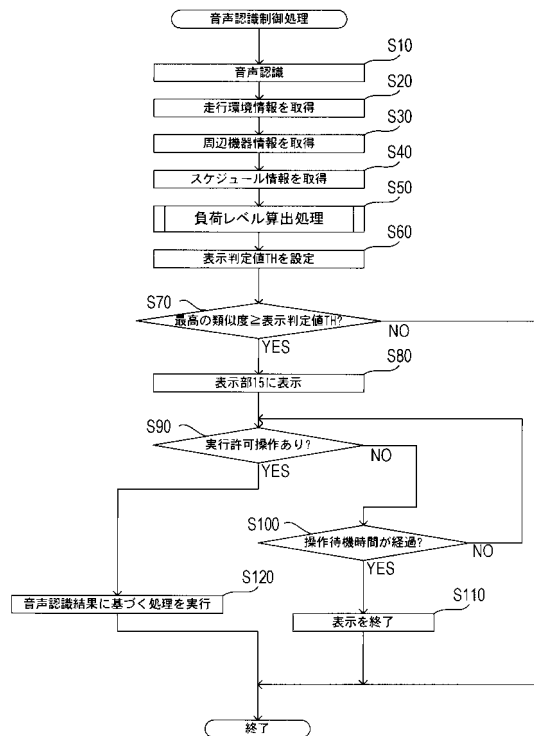 音声認識制御処理
S10
音声認識
S20
走行環境情報を取得
S30
周辺機器情報を取得
S40
スケジュール情報を取得
S50
負荷レベル算出処理
S60
表示判定値THを設定
S70
最高の類似度≧表示判定値TH?
NO
YES
S80
表示部15に表示
S90
実行許可操作あり?
NO
YES
S100
操作待機時間が経過?
NO
YES
S120
音声認識結果に基づく処理を実行
S110
表示を終了
終了